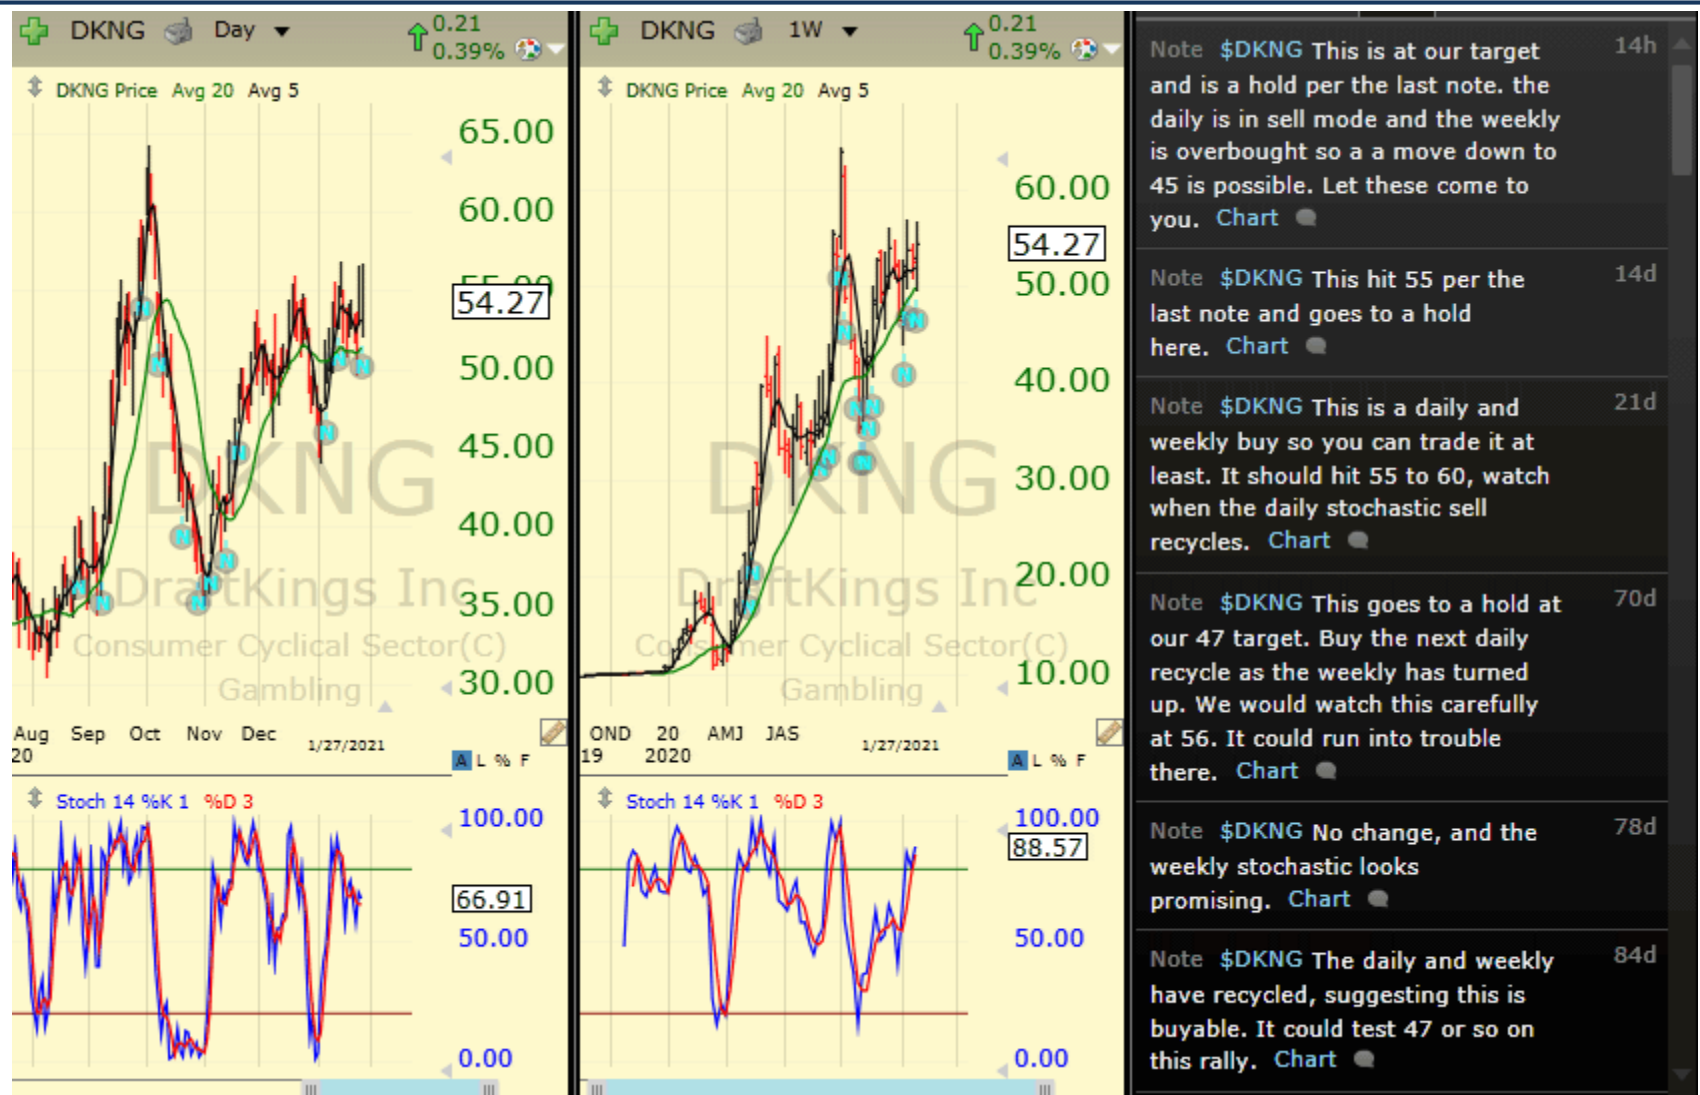 DKNG Day 0.21
0.39%
DKNG Price Avg 20 Avg 5
65.00
60.00
55.00
54.27
50.00
45.00
40.00
35.00
30.00
DKNG
DraftKings Inc
Consumer Cyclical Sector(C)
Gambling
Aug Sep Oct Nov Dec 1/27/2021
20
A L % F
Stoch 14 %K 1 %D 3
100.00
66.91
50.00
0.00
DKNG 1W 0.21
0.39%
DKNG Price Avg 20 Avg 5
60.00
54.27
50.00
40.00
30.00
20.00
10.00
DKNG
DraftKings Inc
Consumer Cyclical Sector(C)
Gambling
OND 20 AMJ JAS 1/27/2021
19 2020
A L % F
Stoch 14 %K 1 %D 3
100.00
88.57
50.00
0.00
Note $DKNG This is at our target 14h
and is a hold per the last note. the
daily is in sell mode and the weekly
is overbought so a a move down to
45 is possible. Let these come to
you. Chart
Note $DKNG This hit 55 per the 14d
last note and goes to a hold
here. Chart
Note $DKNG This is a daily and 21d
weekly buy so you can trade it at
least. It should hit 55 to 60, watch
when the daily stochastic sell
recycles. Chart
Note $DKNG This goes to a hold at 70d
our 47 target. Buy the next daily
recycle as the weekly has turned
up. We would watch this carefully
at 56. It could run into trouble
there. Chart
Note $DKNG No change, and the 78d
weekly stochastic looks
promising. Chart
Note $DKNG The daily and weekly 84d
have recycled, suggesting this is
buyable. It could test 47 or so on
this rally. Chart